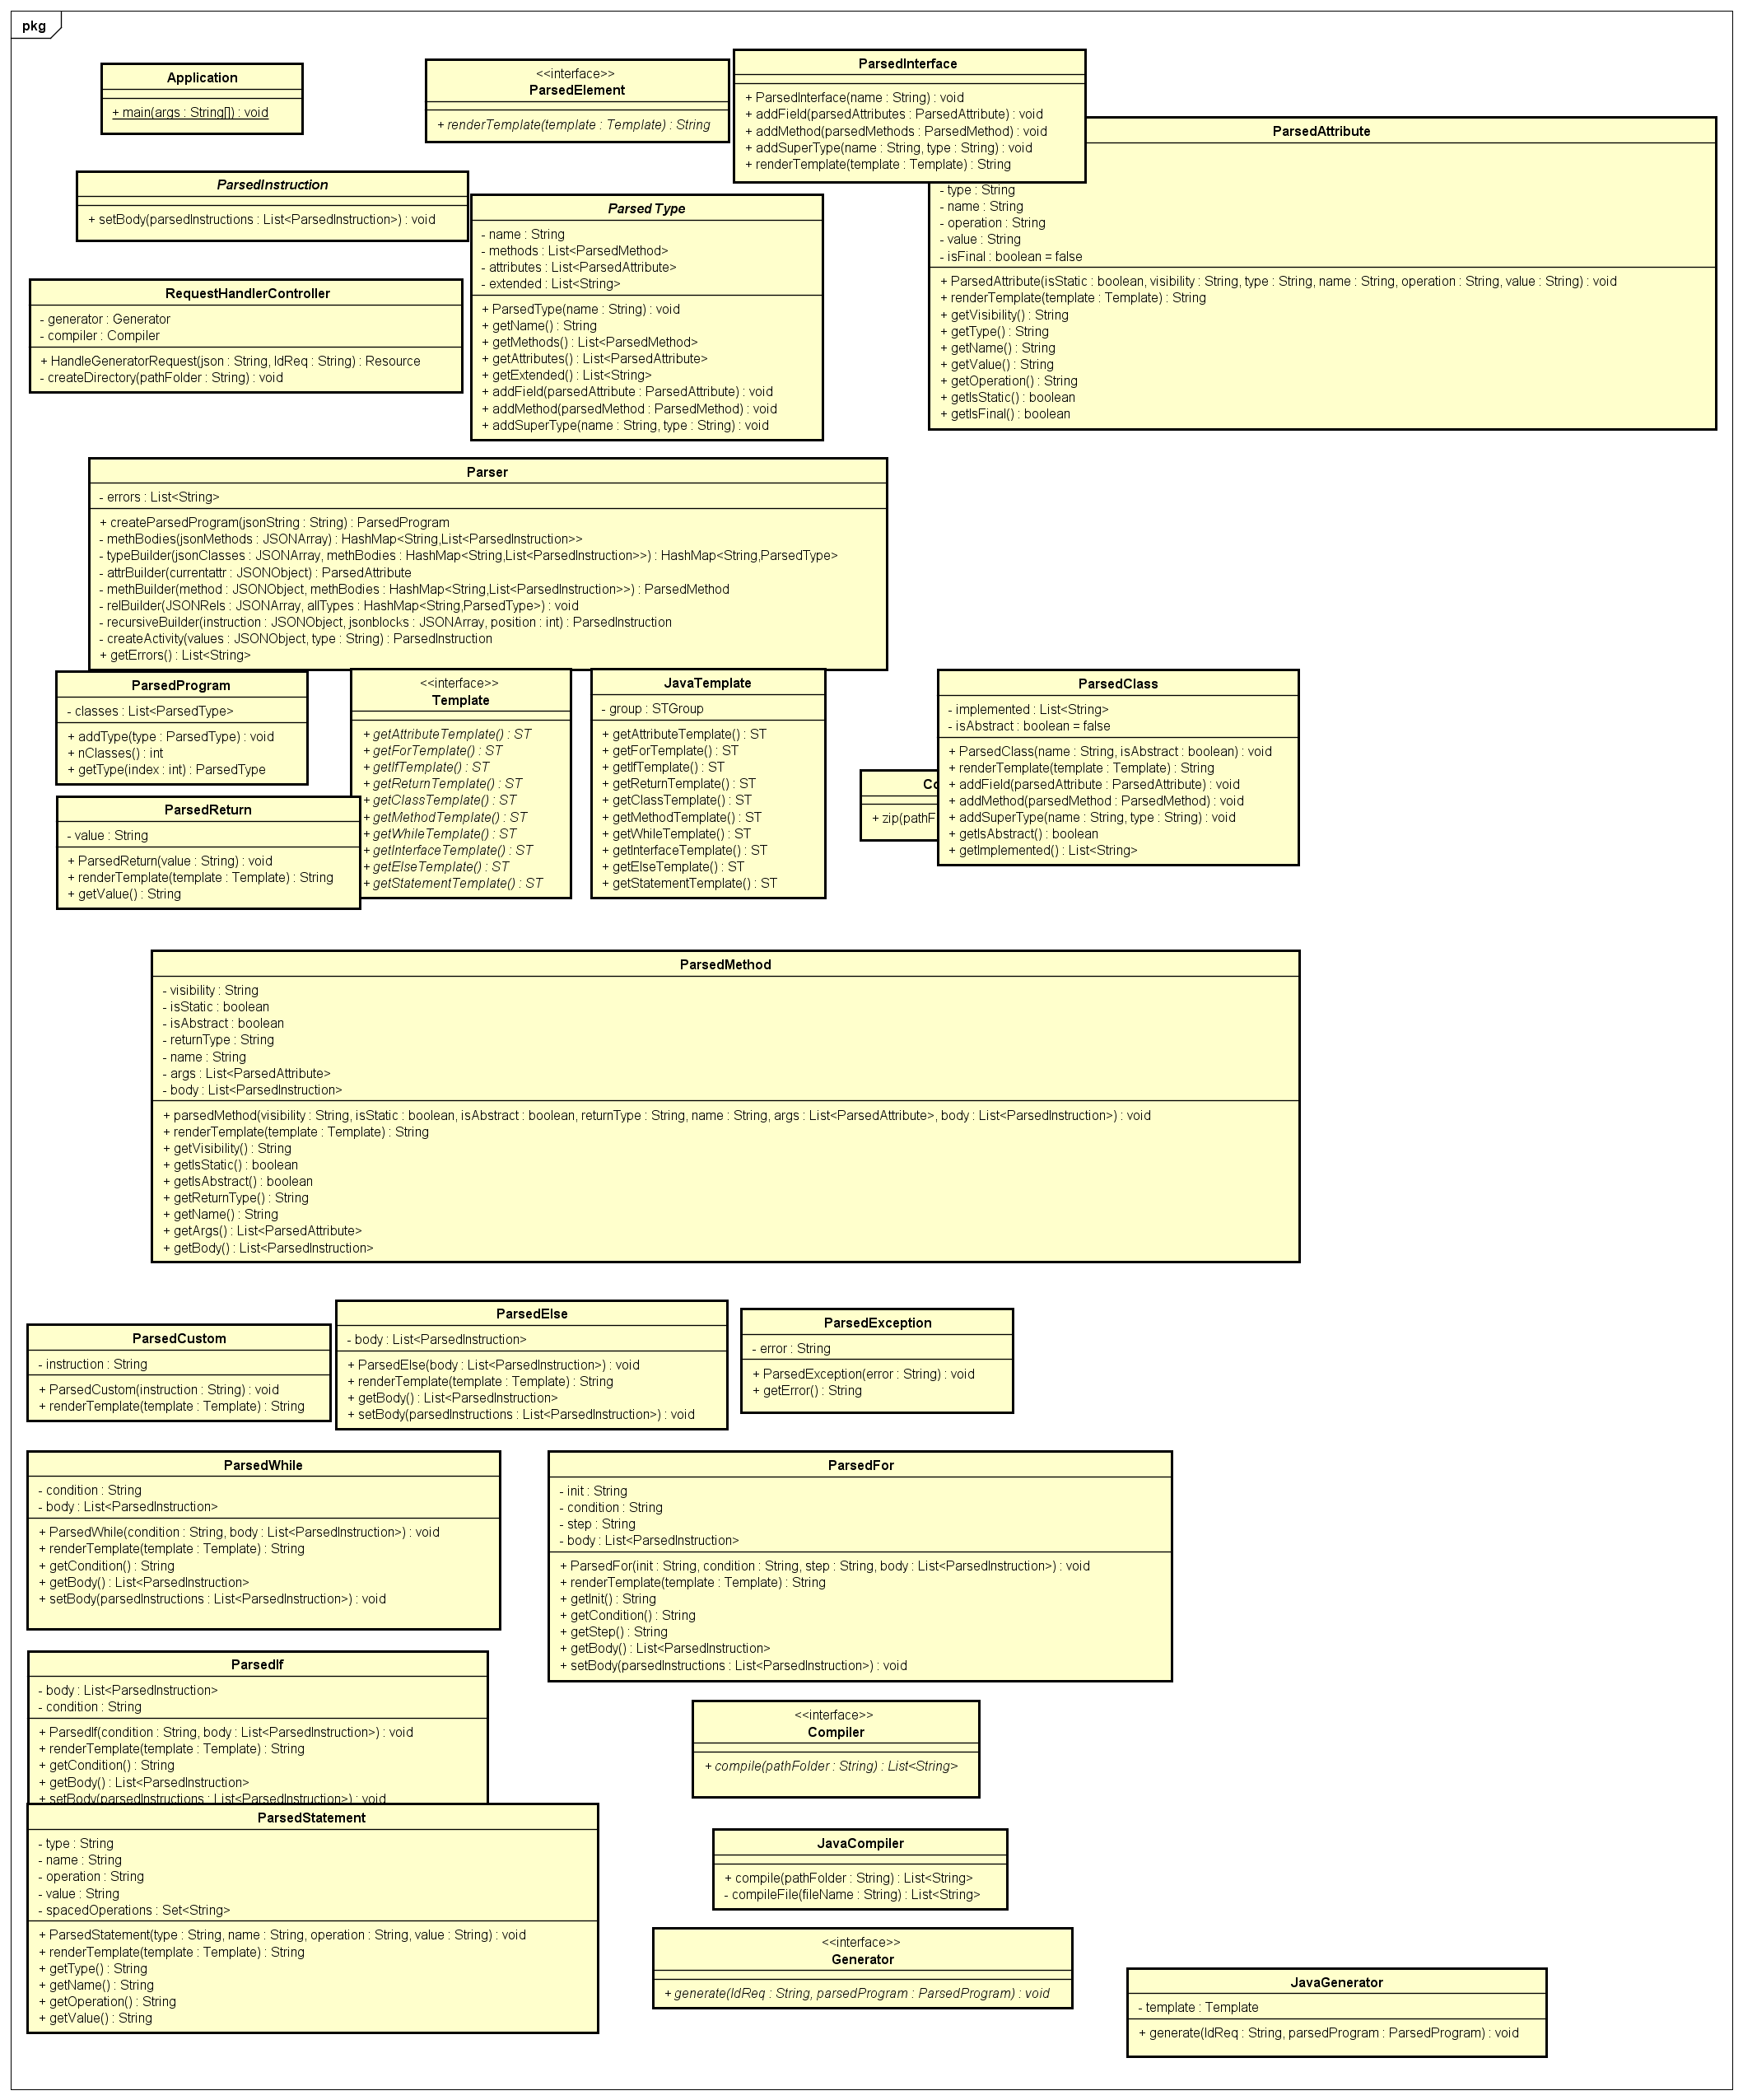 pkg
Application
+ main(args : String[]) : void
<<interface>>
ParsedElement
+ renderTemplate(template : Template) : String
ParsedInterface
+ ParsedInterface(name : String) : void
+ addField(parsedAttributes : ParsedAttribute) : void
+ addMethod(parsedMethods : ParsedMethod) : void
+ addSuperType(name : String, type : String) : void
+ renderTemplate(template : Template) : String
ParsedAttribute
- type : String
- name : String
- operation : String
- value : String
- isFinal : boolean = false
+ ParsedAttribute(isStatic : boolean, visibility : String, type : String, name : String, operation : String, value : String) : void
+ renderTemplate(template : Template) : String
+ getVisibility() : String
+ getType() : String
+ getName() : String
+ getValue() : String
+ getOperation() : String
+ getIsStatic() : boolean
+ getIsFinal() : boolean
ParsedInstruction
+ setBody(parsedInstructions : List<ParsedInstruction>) : void
Parsed Type
- name : String
- methods : List<ParsedMethod>
- attributes : List<ParsedAttribute>
- extended : List<String>
+ ParsedType(name : String) : void
+ getName() : String
+ getMethods() : List<ParsedMethod>
+ getAttributes() : List<ParsedAttribute>
+ getExtended() : List<String>
+ addField(parsedAttribute : ParsedAttribute) : void
+ addMethod(parsedMethod : ParsedMethod) : void
+ addSuperType(name : String, type : String) : void
RequestHandlerController
- generator : Generator
- compiler : Compiler
+ HandleGeneratorRequest(json : String, IdReq : String) : Resource
- createDirectory(pathFolder : String) : void
Parser
- errors : List<String>
+ createParsedProgram(jsonString : String) : ParsedProgram
- methBodies(jsonMethods : JSONArray) : HashMap<String,List<ParsedInstruction>>
- typeBuilder(jsonClasses : JSONArray, methBodies : HashMap<String,List<ParsedInstruction>>) : HashMap<String,ParsedType>
- attrBuilder(currentattr : JSONObject) : ParsedAttribute
- methBuilder(method : JSONObject, methBodies : HashMap<String,List<ParsedInstruction>>) : ParsedMethod
- relBuilder(JSONRels : JSONArray, allTypes : HashMap<String,ParsedType>) : void
- recursiveBuilder(instruction : JSONObject, jsonblocks : JSONArray, position : int) : ParsedInstruction
- createActivity(values : JSONObject, type : String) : ParsedInstruction
+ getErrors() : List<String>
ParsedProgram
- classes : List<ParsedType>
+ addType(type : ParsedType) : void
+ nClasses() : int
+ getType(index : int) : ParsedType
<<interface>>
Template
+ getAttributeTemplate() : ST
+ getForTemplate() : ST
+ getIfTemplate() : ST
+ getReturnTemplate() : ST
+ getClassTemplate() : ST
+ getMethodTemplate() : ST
+ getWhileTemplate() : ST
+ getInterfaceTemplate() : ST
+ getElseTemplate() : ST
+ getStatementTemplate() : ST
JavaTemplate
- group : STGroup
+ getAttributeTemplate() : ST
+ getForTemplate() : ST
+ getIfTemplate() : ST
+ getReturnTemplate() : ST
+ getClassTemplate() : ST
+ getMethodTemplate() : ST
+ getWhileTemplate() : ST
+ getInterfaceTemplate() : ST
+ getElseTemplate() : ST
+ getStatementTemplate() : ST
+ zip(
ParsedClass
- implemented : List<String>
- isAbstract : boolean = false
+ ParsedClass(name : String, isAbstract : boolean) : void
+ renderTemplate(template : Template) : String
+ addField(parsedAttribute : ParsedAttribute) : void
+ addMethod(parsedMethod : ParsedMethod) : void
+ addSuperType(name : String, type : String) : void
+ getIsAbstract() : boolean
+ getImplemented() : List<String>
ParsedReturn
- value : String
+ ParsedReturn(value : String) : void
+ renderTemplate(template : Template) : String
+ getValue() : String
ParsedMethod
- visibility : String
- isStatic : boolean
- isAbstract : boolean
- returnType : String
- name : String
- args : List<ParsedAttribute>
- body : List<ParsedInstruction>
+ parsedMethod(visibility : String, isStatic : boolean, isAbstract : boolean, returnType : String, name : String, args : List<ParsedAttribute>, body : List<ParsedInstruction>) : void
+ renderTemplate(template : Template) : String
+ getVisibility() : String
+ getIsStatic() : boolean
+ getIsAbstract() : boolean
+ getReturnType() : String
+ getName() : String
+ getArgs() : List<ParsedAttribute>
+ getBody() : List<ParsedInstruction>
ParsedCustom
- instruction : String
+ ParsedCustom(instruction : String) : void
+ renderTemplate(template : Template) : String
ParsedElse
- body : List<ParsedInstruction>
+ ParsedElse(body : List<ParsedInstruction>) : void
+ renderTemplate(template : Template) : String
+ getBody() : List<ParsedInstruction>
+ setBody(parsedInstructions : List<ParsedInstruction>) : void
ParsedException
- error : String
+ ParsedException(error : String) : void
+ getError() : String
ParsedWhile
- condition : String
- body : List<ParsedInstruction>
+ ParsedWhile(condition : String, body : List<ParsedInstruction>) : void
+ renderTemplate(template : Template) : String
+ getCondition() : String
+ getBody() : List<ParsedInstruction>
+ setBody(parsedInstructions : List<ParsedInstruction>) : void
ParsedFor
- init : String
- condition : String
- step : String
- body : List<ParsedInstruction>
+ ParsedFor(init : String, condition : String, step : String, body : List<ParsedInstruction>) : void
+ renderTemplate(template : Template) : String
+ getInit() : String
+ getCondition() : String
+ getStep() : String
+ getBody() : List<ParsedInstruction>
+ setBody(parsedInstructions : List<ParsedInstruction>) : void
ParsedIf
- body : List<ParsedInstruction>
- condition : String
+ ParsedIf(condition : String, body : List<ParsedInstruction>) : void
+ renderTemplate(template : Template) : String
+ getCondition() : String
+ getBody() : List<ParsedInstruction>
+ setBody(parsedInstructions : List<ParsedInstruction>) : void
<<interface>>
Compiler
+ compile(pathFolder : String) : List<String>
ParsedStatement
- type : String
- name : String
- operation : String
- value : String
- spacedOperations : Set<String>
+ ParsedStatement(type : String, name : String, operation : String, value : String) : void
+ renderTemplate(template : Template) : String
+ getType() : String
+ getName() : String
+ getOperation() : String
+ getValue() : String
JavaCompiler
+ compile(pathFolder : String) : List<String>
- compileFile(fileName : String) : List<String>
<<interface>>
Generator
+ generate(IdReq : String, parsedProgram : ParsedProgram) : void
JavaGenerator
- template : Template
+ generate(IdReq : String, parsedProgram : ParsedProgram) : void